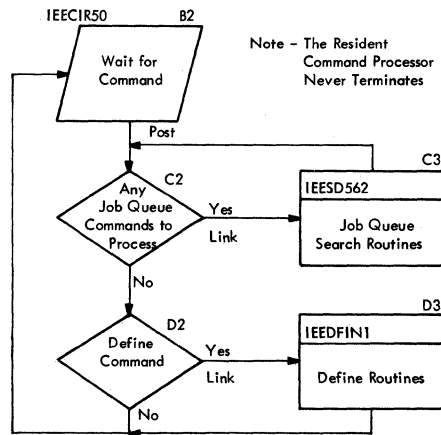 IEECIR50
B2
Wait for
Command
Note - The Resident
Command Processor
Never Terminates
Post
C3
C2
IEESD562
Any
Job Queue
Commands to
Process
Yes
Link
Job Queue
Search Routines
No
D3
D2
IEEDFIN1
Define
Command
Yes
Link
Define Routines
No